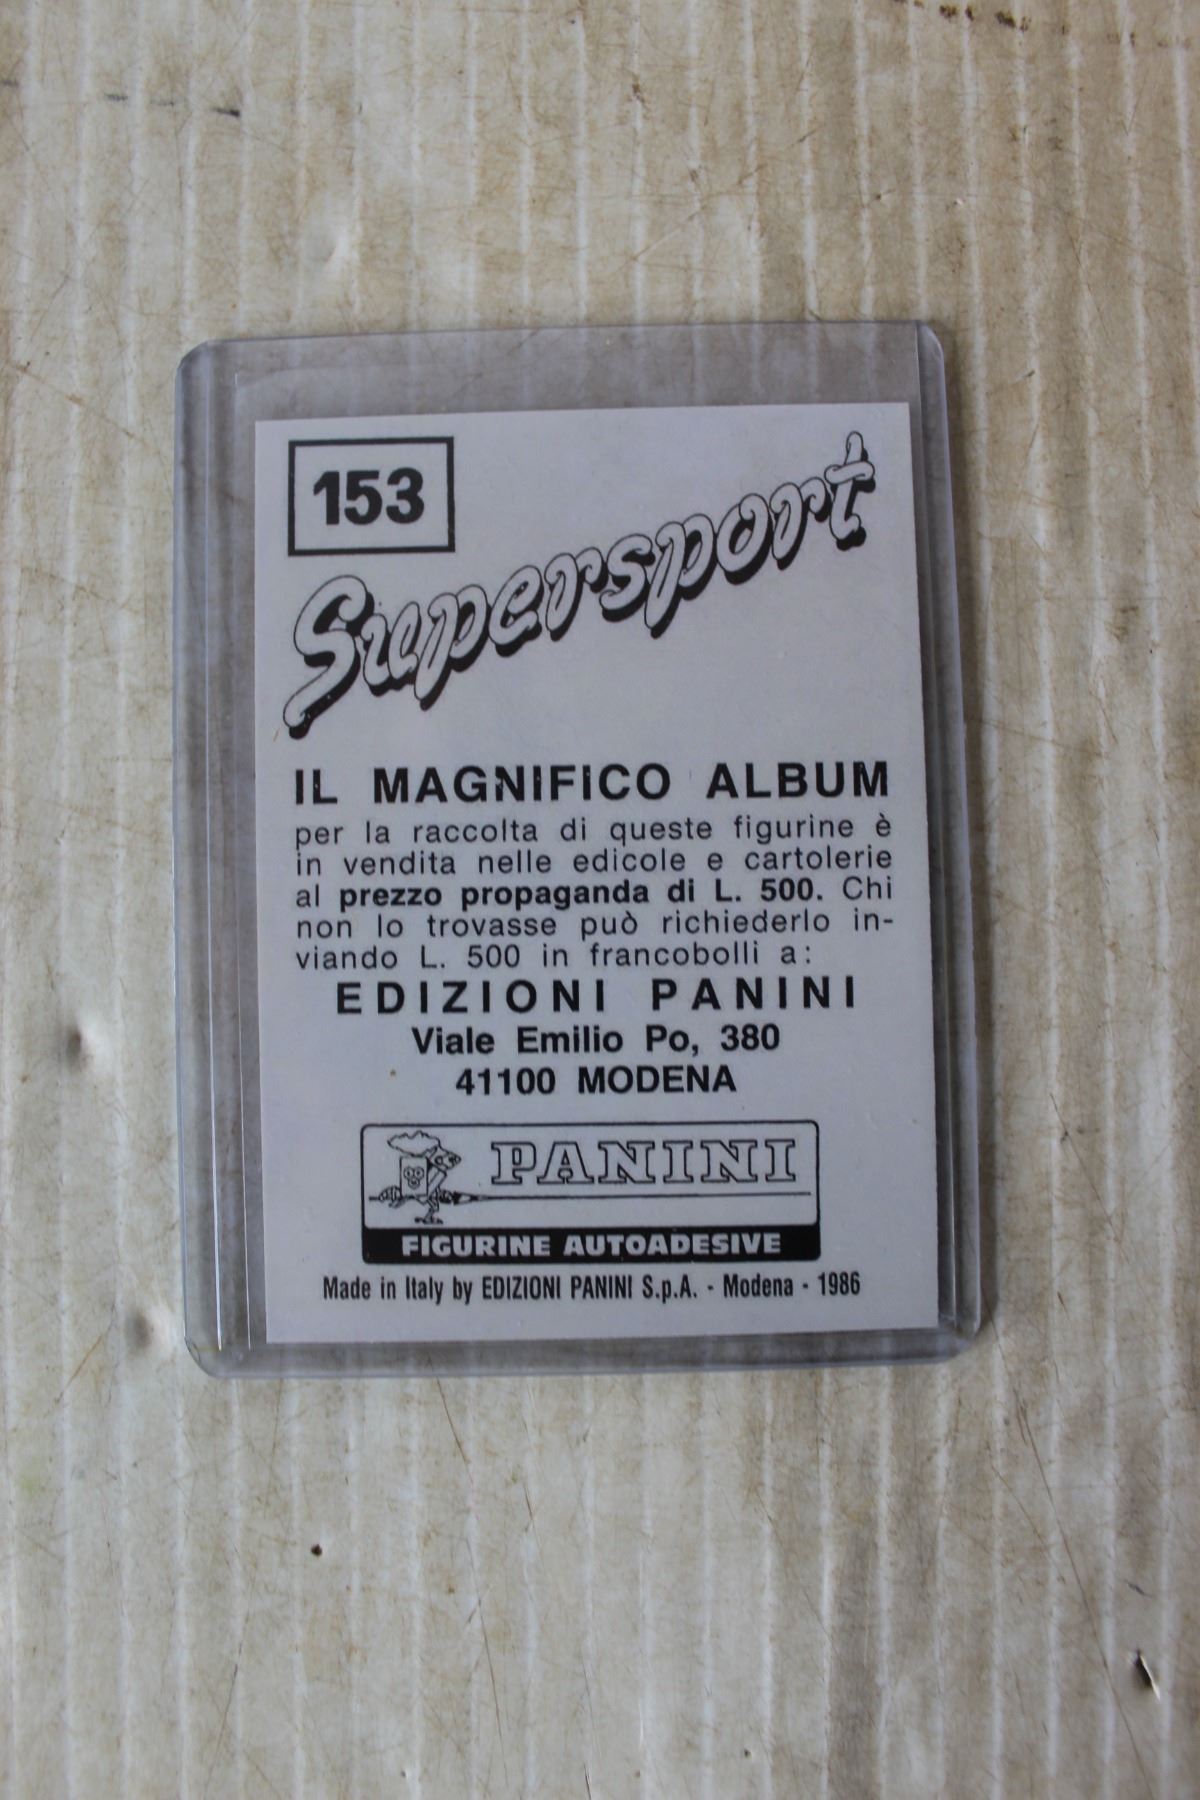 153
Supersport
IL MAGNIFICO ALBUM
per la raccolta di queste figurine è
in vendita nelle edicole e cartolerie
al prezzo propaganda di L. 500. Chi
non lo trovasse può richiederlo in-
viando L. 500 in francobolli a:
EDIZIONI PANINI
Viale Emilio Po, 380
41100 MODENA
PANINI
FIGURINE AUTOADESIVE
Made in Italy by EDIZIONI PANINI S.p.A. - Modena - 1986